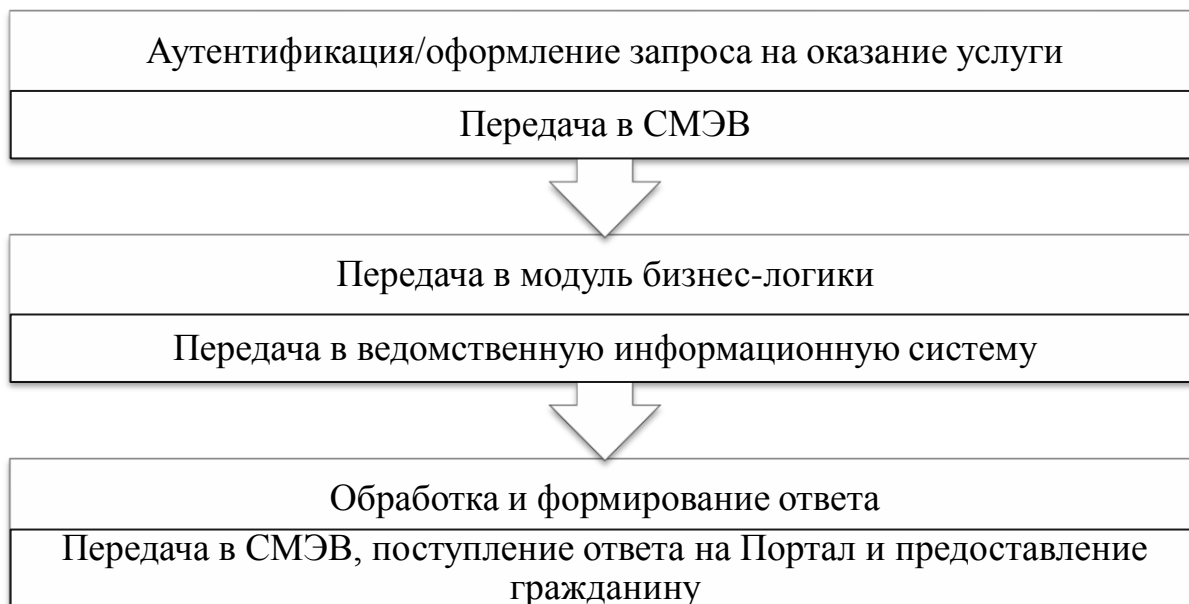 Аутентификация/оформление запроса на оказание услуги
Передача в СМЭВ
Передача в модуль бизнес-логики
Передача в ведомственную информационную систему
Обработка и формирование ответа
Передача в СМЭВ, поступление ответа на Портал и предоставление
гражданину